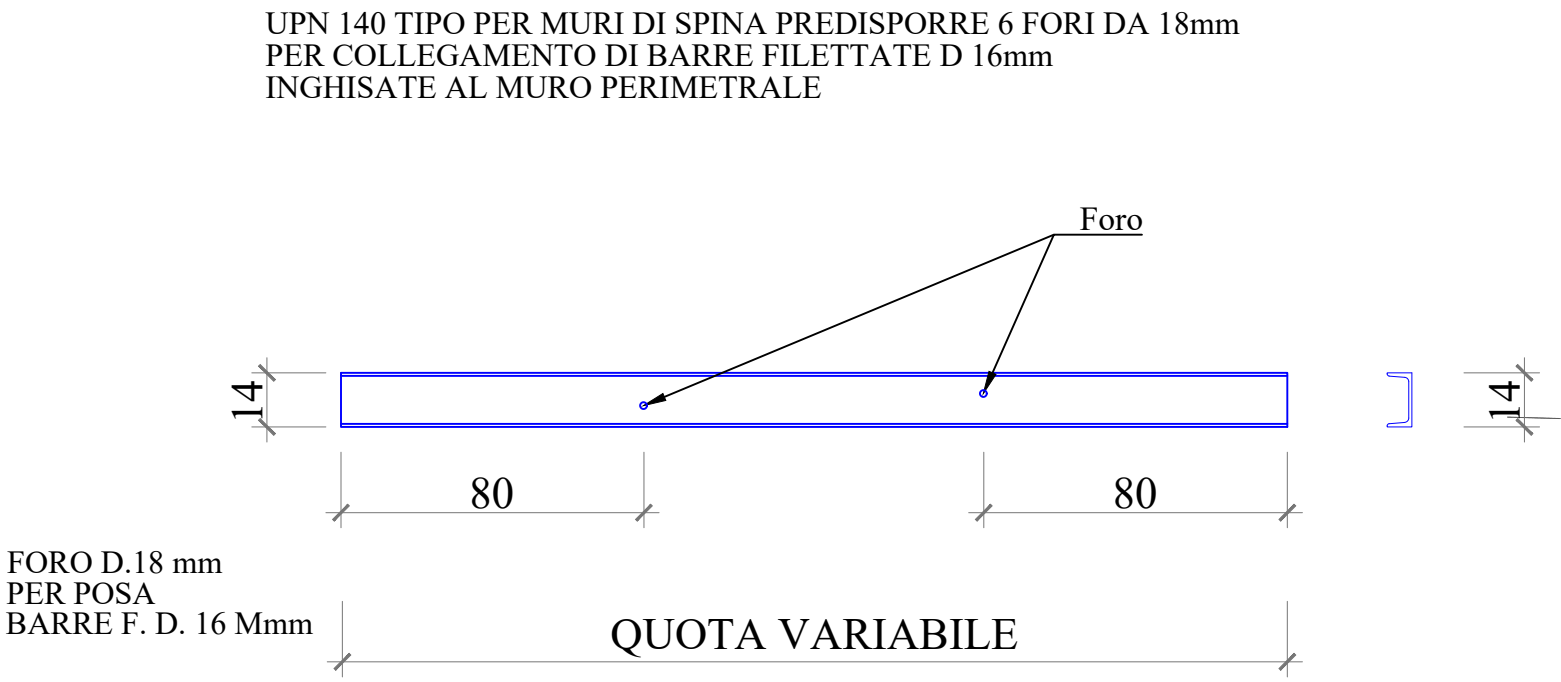 UPN 140 TIPO PER MURI DI SPINA PREDISPORRE 6 FORI DA 18mm
PER COLLEGAMENTO DI BARRE FILETTATE D 16mm
INGHISATE AL MURO PERIMETRALE
Foro
14
14
80
80
FORO D.18 mm
PER POSA
BARRE F. D. 16 Mmm
QUOTA VARIABILE